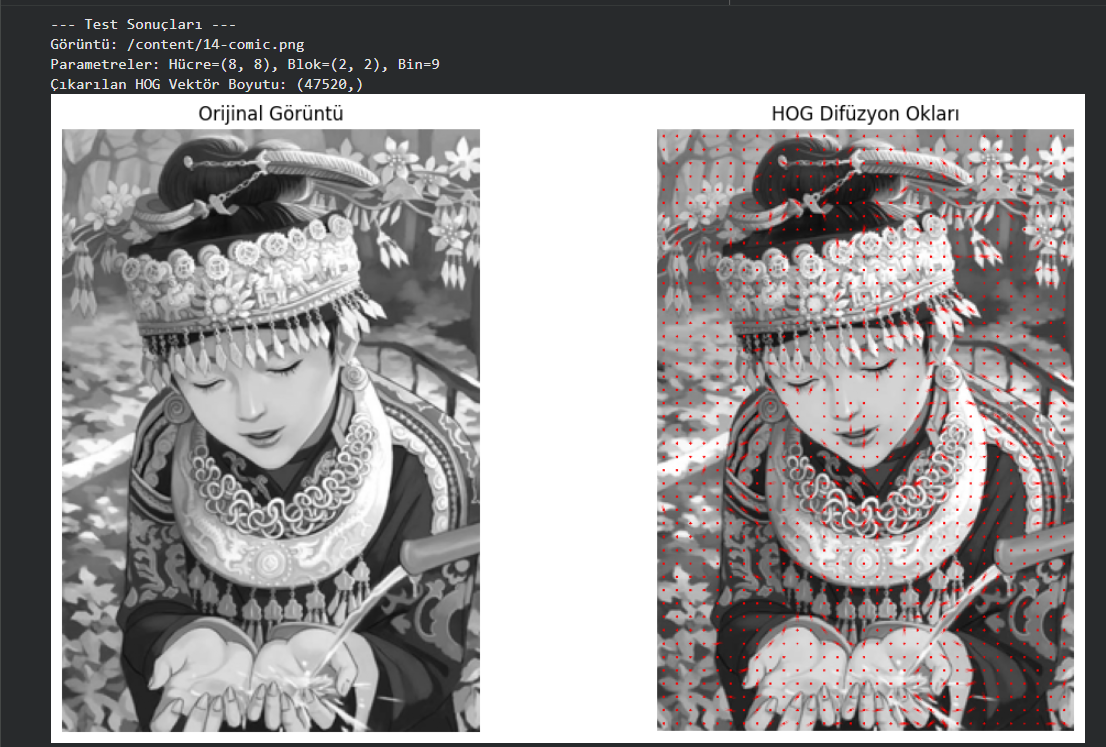 --- Test Sonuçları ---
Görüntü: /content/14-comic.png
Parametreler: Hücre=(8, 8), Blok=(2, 2), Bin=9
Çıkarılan HOG Vektör Boyutu: (47520,)
Orijinal Görüntü
HOG Difüzyon Okları